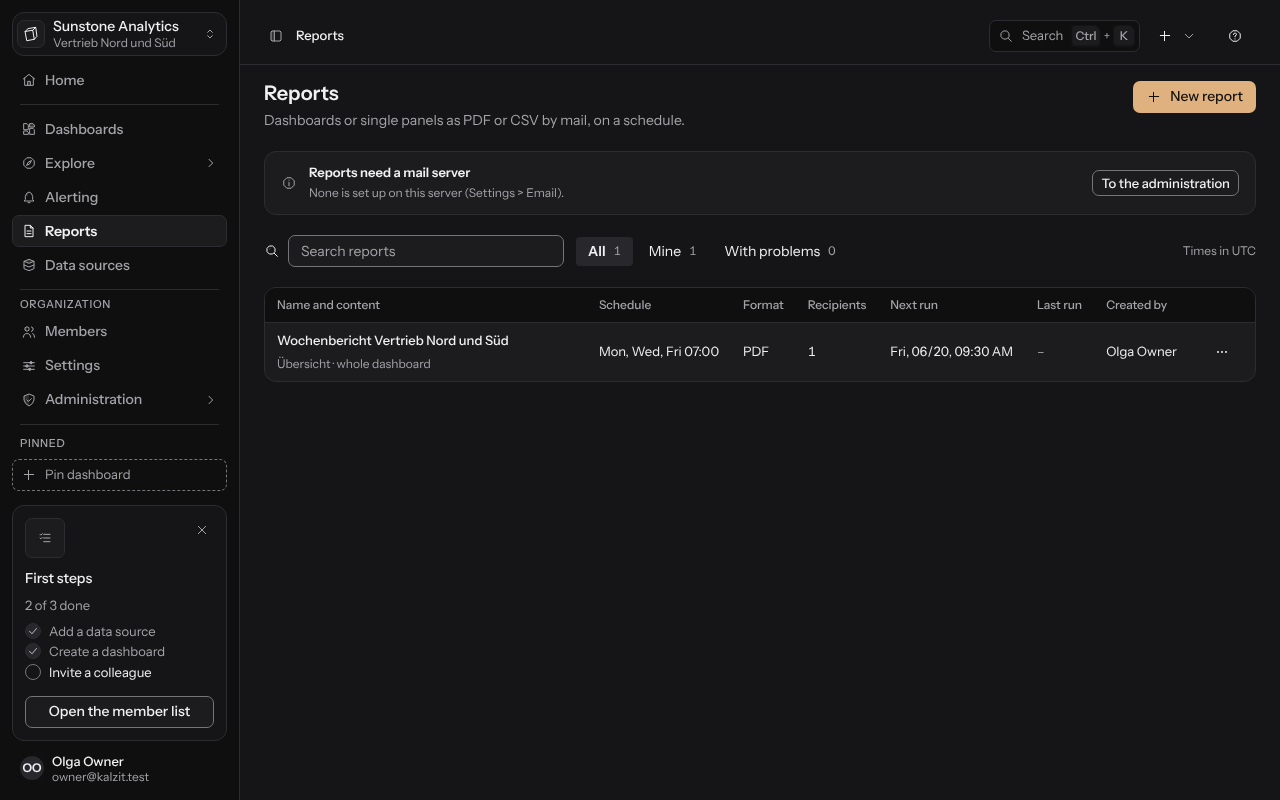 Sunstone Analytics
Vertrieb Nord und Süd
Home
Dashboards
Explore
Alerting
Reports
Data sources
ORGANIZATION
Members
Settings
Administration
PINNED
Pin dashboard
First steps
2 of 3 done
Add a data source
Create a dashboard
Invite a colleague
Open the member list
OO
Olga Owner
owner@kalzit.test
Reports
Search Ctrl + K
Reports
Dashboards or single panels as PDF or CSV by mail, on a schedule.
New report
Reports need a mail server
None is set up on this server (Settings > Email).
To the administration
Search reports
All 1
Mine 1
With problems 0
Times in UTC
Name and content Schedule Format Recipients Next run Last run Created by
Wochenbericht Vertrieb Nord und Süd
Übersicht · whole dashboard
Mon, Wed, Fri 07:00 PDF 1 Fri, 06/20, 09:30 AM – Olga Owner